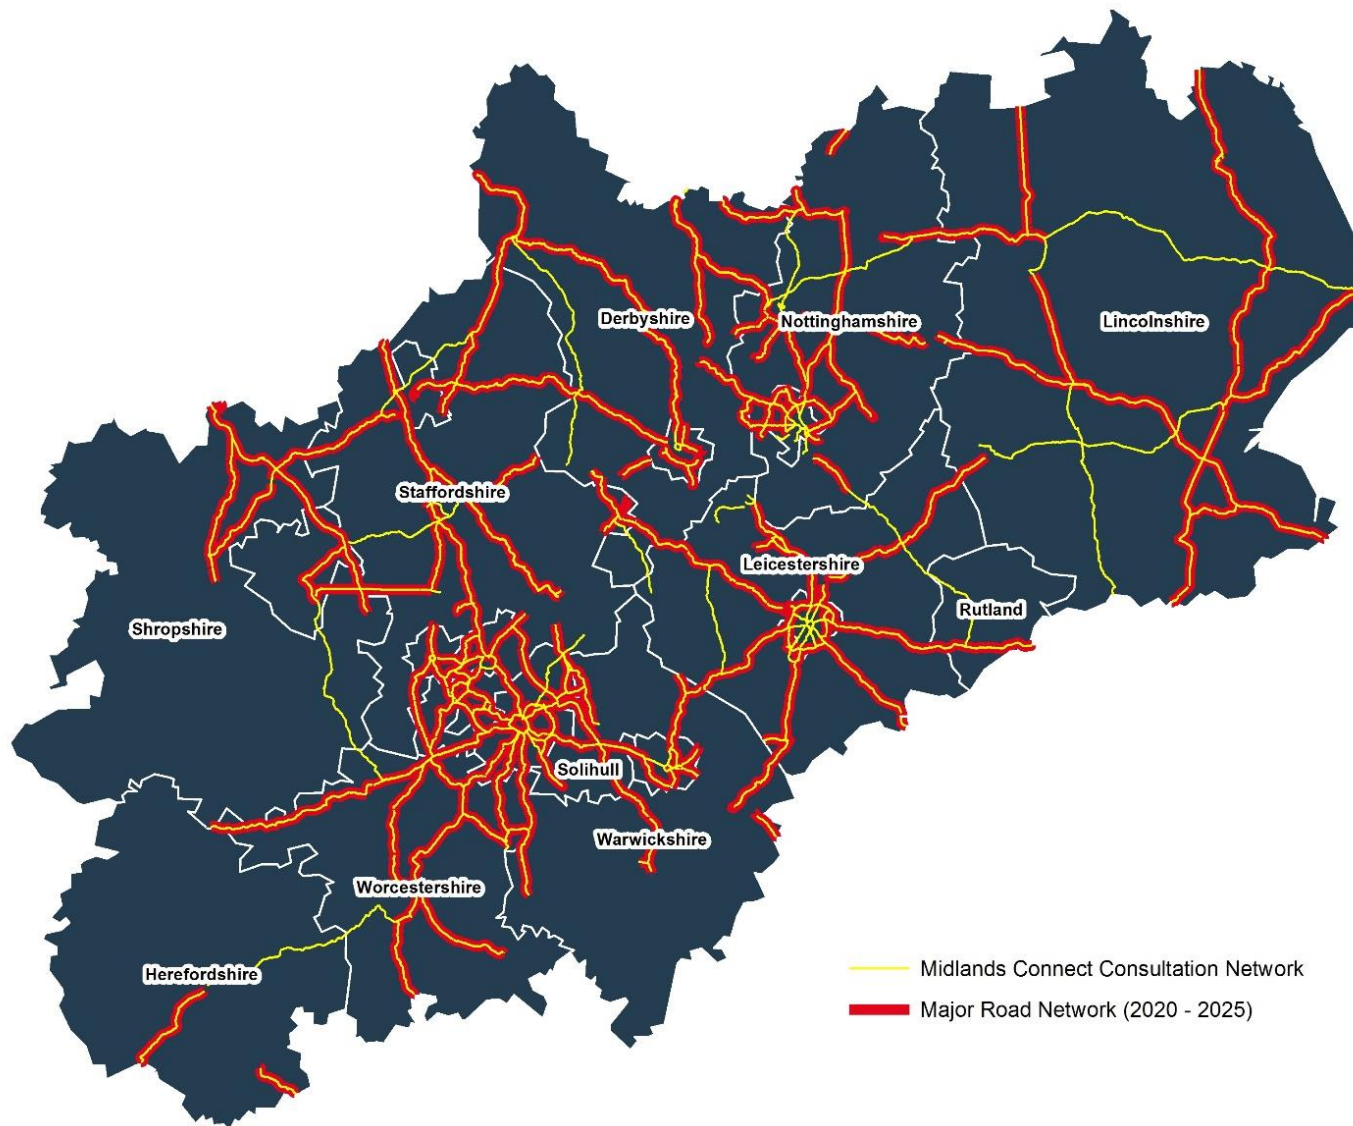 Derbyshire
Nottinghamshire
Lincolnshire
Staffordshire
Leicestershire
Rutland
Shropshire
Solihull
Warwickshire
Worcestershire
Herefordshire
Midlands Connect Consultation Network
Major Road Network (2020 - 2025)